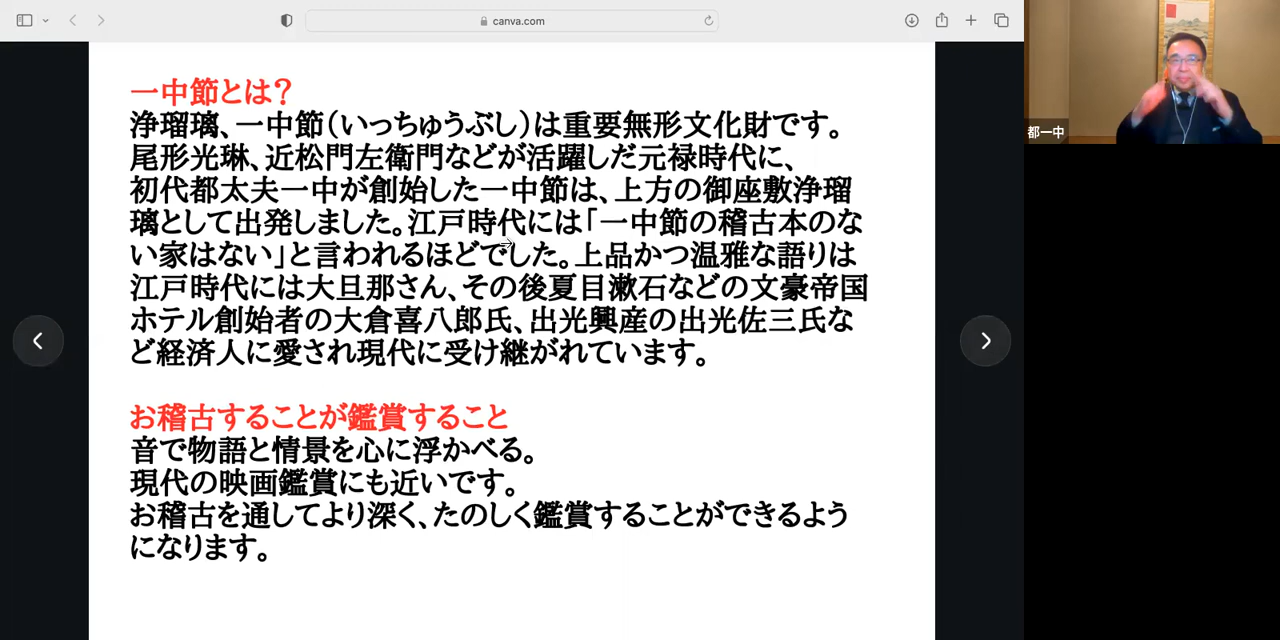 canva.com
一中節とは？
浄瑠璃、一中節（いっちゅうぶし）は重要無形文化財です。
尾形光琳、近松門左衛門などが活躍しだ元禄時代に、
初代都太夫一中が創始した一中節は、上方の御座敷浄瑠
璃として出発しました。江戸時代には「一中節の稽古本のな
い家はない」と言われるほどでした。上品かつ温雅な語りは
江戸時代には大旦那さん、その後夏目漱石などの文豪帝国
ホテル創始者の大倉喜八郎氏、出光興産の出光佐三氏な
ど経済人に愛され現代に受け継がれています。
お稽古することが鑑賞すること
音で物語と情景を心に浮かべる。
現代の映画鑑賞にも近いです。
お稽古を通してより深く、たのしく鑑賞することができるよう
になります。
都一中